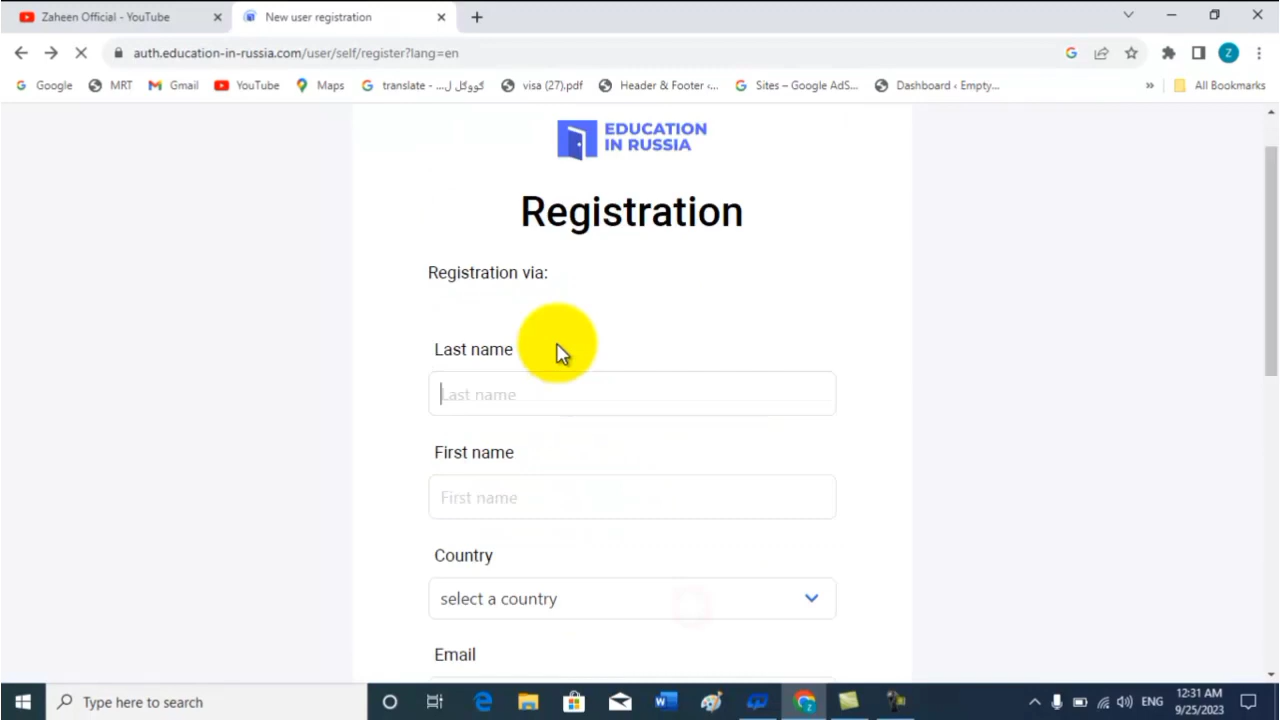 Zaheen Official - YouTube
New user registration
auth.education-in-russia.com/user/self/register?lang=en
Z
Google
MRT
Gmail
YouTube
Maps
translate - ...كووكل ل
visa (27).pdf
Header & Footer ‹...
Sites – Google AdS...
Dashboard ‹ Empty...
»
All Bookmarks
EDUCATION
IN RUSSIA
Registration
Registration via:
Last name
Last name
First name
First name
Country
select a country
Email
Type here to search
ENG
12:31 AM
9/25/2023